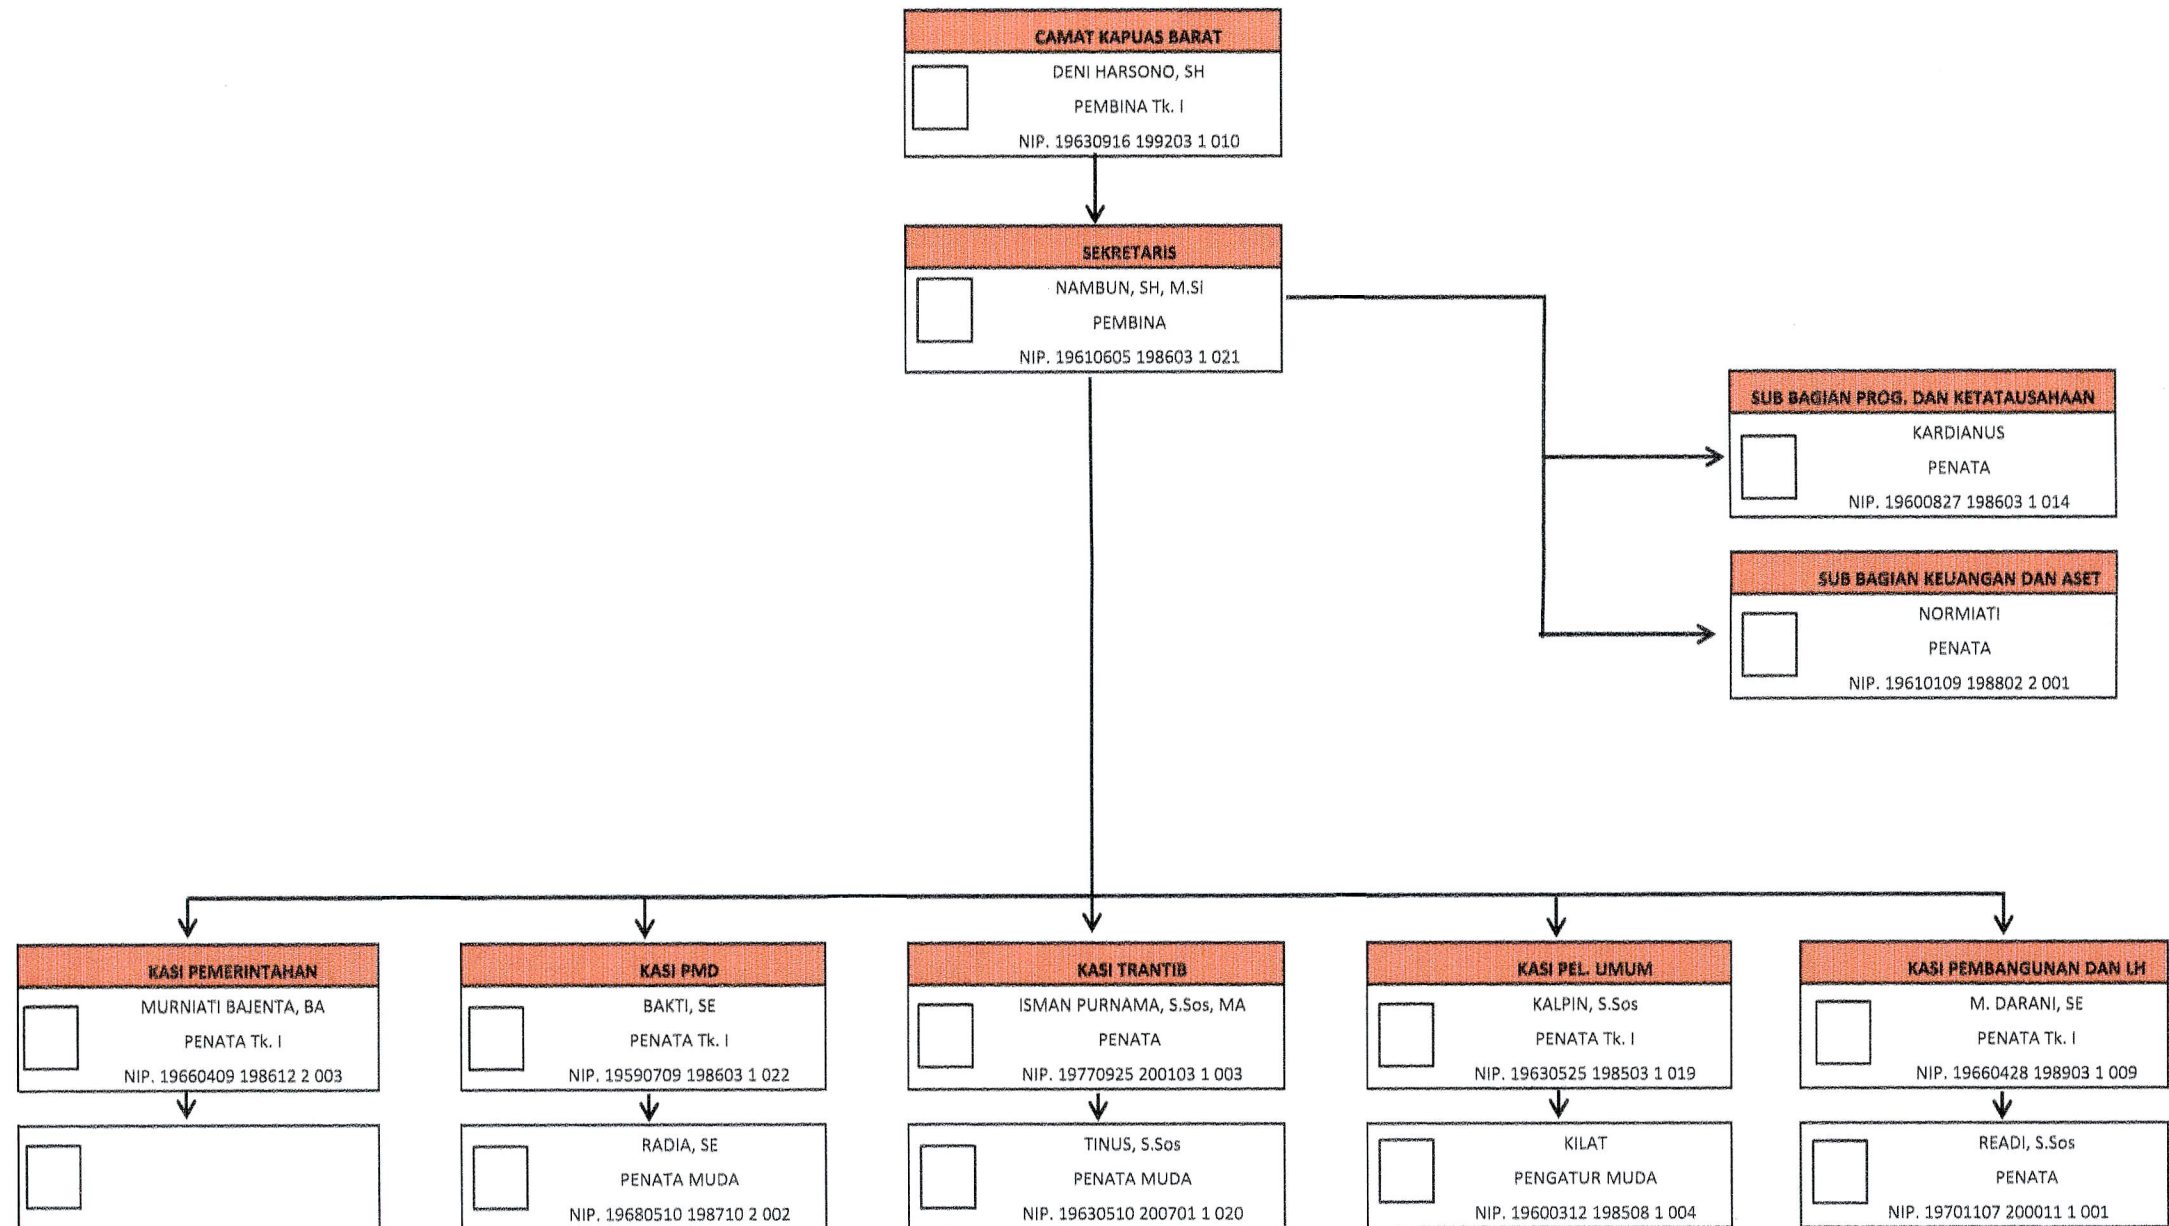 CAMAT KAPUAS BARAT
DENI HARSONO, SH
PEMBINA Tk. I
NIP. 19630916 199203 1 010
SEKRETARIS
NAMBUN, SH, M.Si
PEMBINA
NIP. 19610605 198603 1 021
SUB BAGIAN PROG. DAN KETATAUSAHAAN
KARDIANUS
PENATA
NIP. 19600827 198603 1 014
SUB BAGIAN KEUANGAN DAN ASET
NORMIATI
PENATA
NIP. 19610109 198802 2 001
KASI PEMERINTAHAN
MURNIATI BAJENTA, BA
PENATA Tk. I
NIP. 19660409 198612 2 003
KASI PMD
BAKTI, SE
PENATA Tk. I
NIP. 19590709 198603 1 022
RADIA, SE
PENATA MUDA
NIP. 19680510 198710 2 002
KASI TRANTIB
ISMAN PURNAMA, S.Sos, MA
PENATA
NIP. 19770925 200103 1 003
TINUS, S.Sos
PENATA MUDA
NIP. 19630510 200701 1 020
KASI PEL. UMUM
KALPIN, S.Sos
PENATA Tk. I
NIP. 19630525 198503 1 019
KILAT
PENGATUR MUDA
NIP. 19600312 198508 1 004
KASI PEMBANGUNAN DAN LH
M. DARANI, SE
PENATA Tk. I
NIP. 19660428 198903 1 009
READI, S.Sos
PENATA
NIP. 19701107 200011 1 001